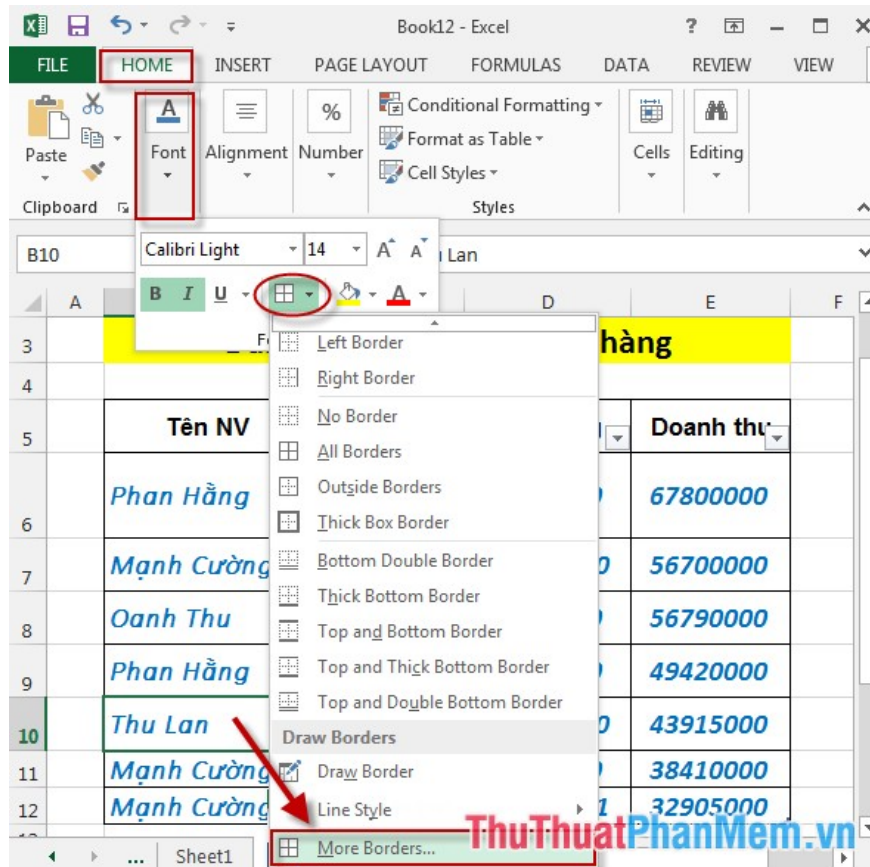 Book12 - Excel
FILE HOME INSERT PAGE LAYOUT FORMULAS DATA REVIEW VIEW
Paste
Font
Alignment
Number
Conditional Formatting
Format as Table
Cell Styles
Cells
Editing
Clipboard
Styles
B10
Lan
Calibri Light 14
B I U
A D E F
3 hàng
4
5 Tên NV Doanh thu
6 Phan Hằng 67800000
7 Mạnh Cường 56700000
8 Oanh Thu 56790000
9 Phan Hằng 49420000
10 Thu Lan 43915000
11 Mạnh Cường 38410000
12 Mạnh Cường 1 32905000
Left Border
Right Border
No Border
All Borders
Outside Borders
Thick Box Border
Bottom Double Border
Thick Bottom Border
Top and Bottom Border
Top and Thick Bottom Border
Top and Double Bottom Border
Draw Borders
Draw Border
Line Style
More Borders...
ThuThuatPhanMem.vn
... Sheet1